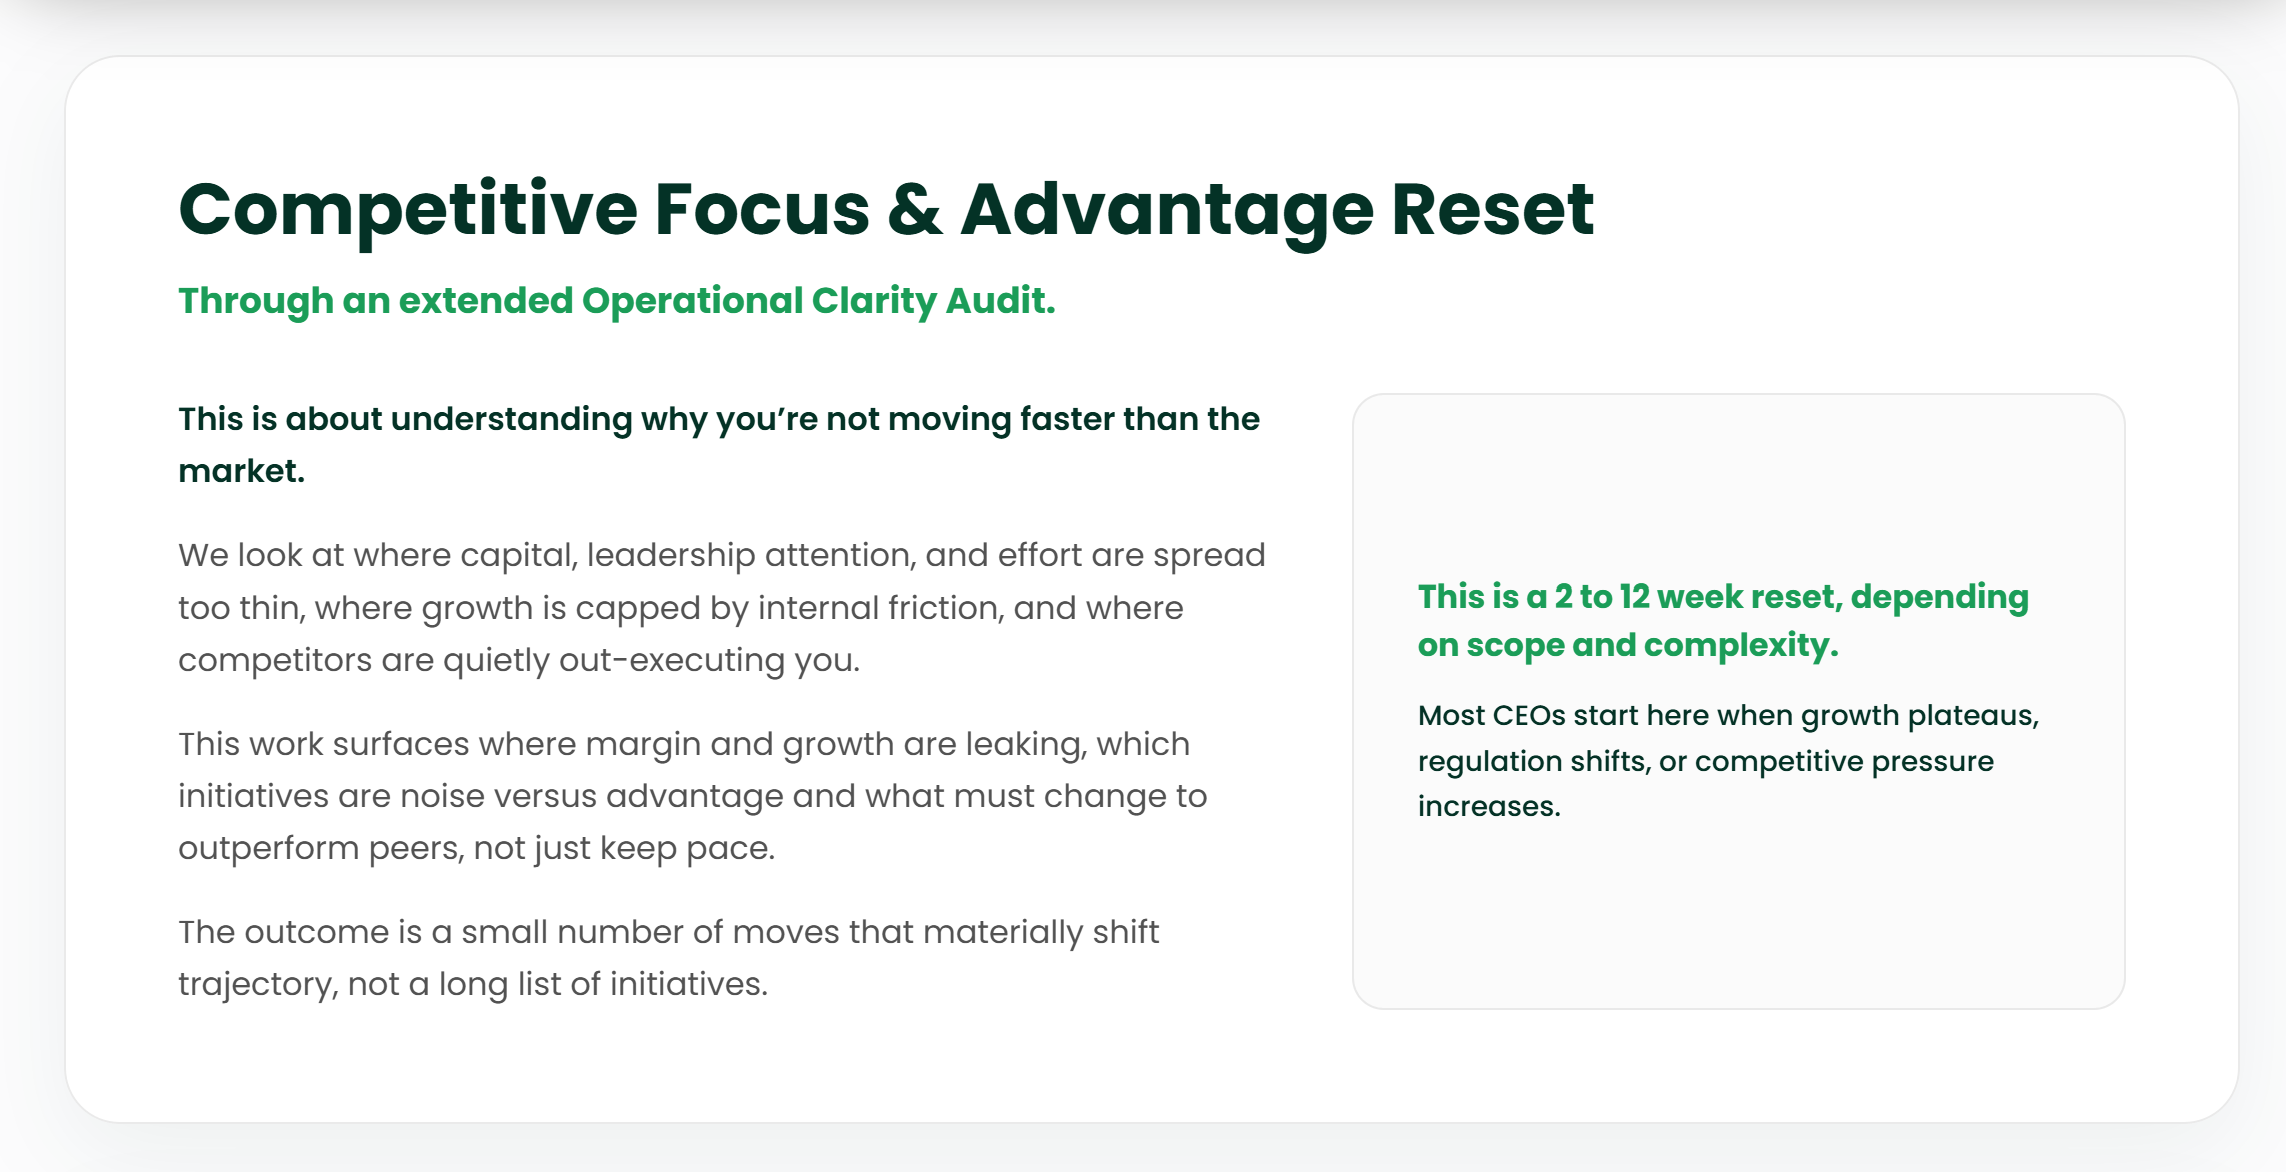 Competitive Focus & Advantage Reset
Through an extended Operational Clarity Audit.
This is about understanding why you’re not moving faster than the
market.
We look at where capital, leadership attention, and effort are spread
too thin, where growth is capped by internal friction, and where
competitors are quietly out-executing you.
This work surfaces where margin and growth are leaking, which
initiatives are noise versus advantage and what must change to
outperform peers, not just keep pace.
The outcome is a small number of moves that materially shift
trajectory, not a long list of initiatives.
This is a 2 to 12 week reset, depending
on scope and complexity.
Most CEOs start here when growth plateaus,
regulation shifts, or competitive pressure
increases.